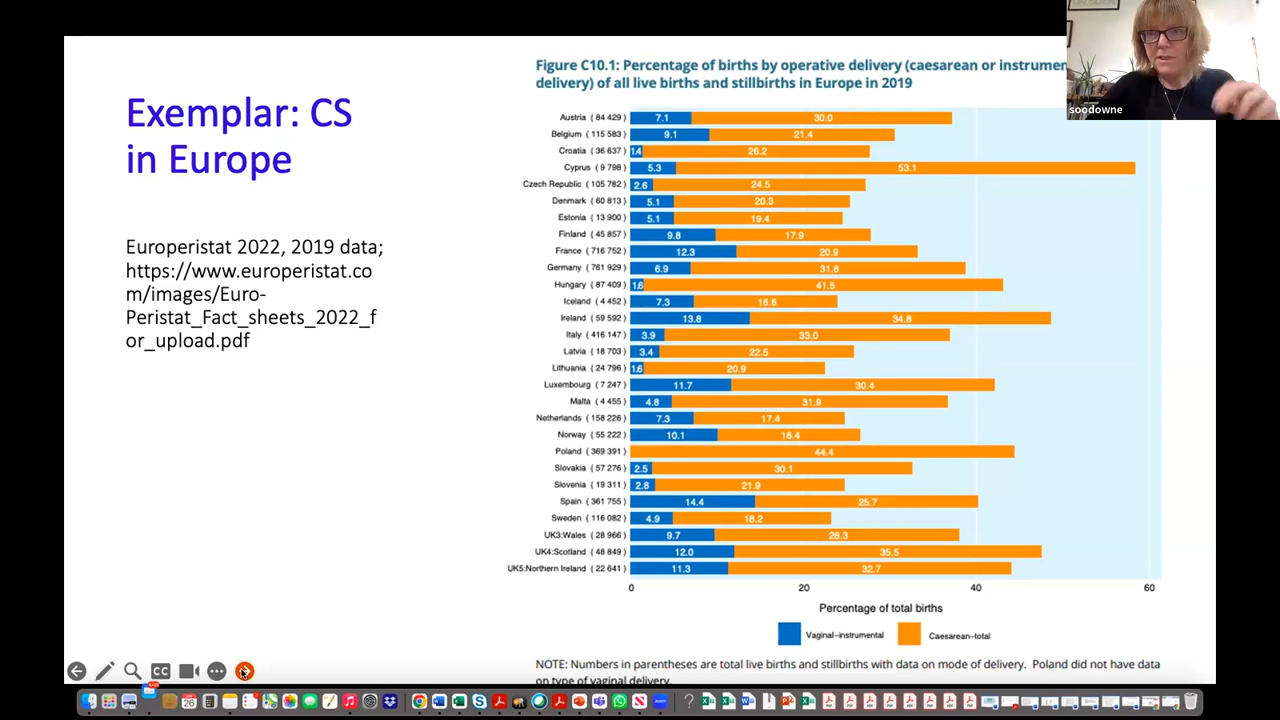 Exemplar: CS
in Europe
Europeristat 2022, 2019 data;
https://www.europeristat.co
m/images/Euro-
Peristat_Fact_sheets_2022_f
or_upload.pdf
Figure C10.1: Percentage of births by operative delivery (caesarean or instrumen
delivery) of all live births and stillbirths in Europe in 2019
soodowne
Austria ( 84 429 ) 7.1 30.0
Belgium ( 115 583 ) 9.1 21.4
Croatia ( 36 637 ) 1.4 26.2
Cyprus ( 9 798 ) 5.3 53.1
Czech Republic ( 105 782 ) 2.6 24.5
Denmark ( 60 813 ) 5.1 20.3
Estonia ( 13 900 ) 5.1 19.4
Finland ( 45 857 ) 9.8 17.9
France ( 716 752 ) 12.3 20.9
Germany ( 761 929 ) 6.9 31.8
Hungary ( 87 409 ) 1.6 41.5
Iceland ( 4 452 ) 7.3 16.6
Ireland ( 59 592 ) 13.8 34.8
Italy ( 416 147 ) 3.9 33.0
Latvia ( 18 703 ) 3.4 22.5
Lithuania ( 24 796 ) 1.6 20.9
Luxembourg ( 7 247 ) 11.7 30.4
Malta ( 4 455 ) 4.8 31.9
Netherlands ( 158 226 ) 7.3 17.4
Norway ( 55 222 ) 10.1 16.4
Poland ( 369 391 ) 44.4
Slovakia ( 57 276 ) 2.5 30.1
Slovenia ( 19 311 ) 2.8 21.9
Spain ( 361 755 ) 14.4 25.7
Sweden ( 116 082 ) 4.9 18.2
UK3:Wales ( 28 966 ) 9.7 28.3
UK4:Scotland ( 48 849 ) 12.0 35.5
UK5:Northern Ireland ( 22 641 ) 11.3 32.7
0 20 40 60
Percentage of total births
Vaginal-instrumental Caesarean-total
NOTE: Numbers in parentheses are total live births and stillbirths with data on mode of delivery. Poland did not have data
on type of vaginal delivery.
CC
26